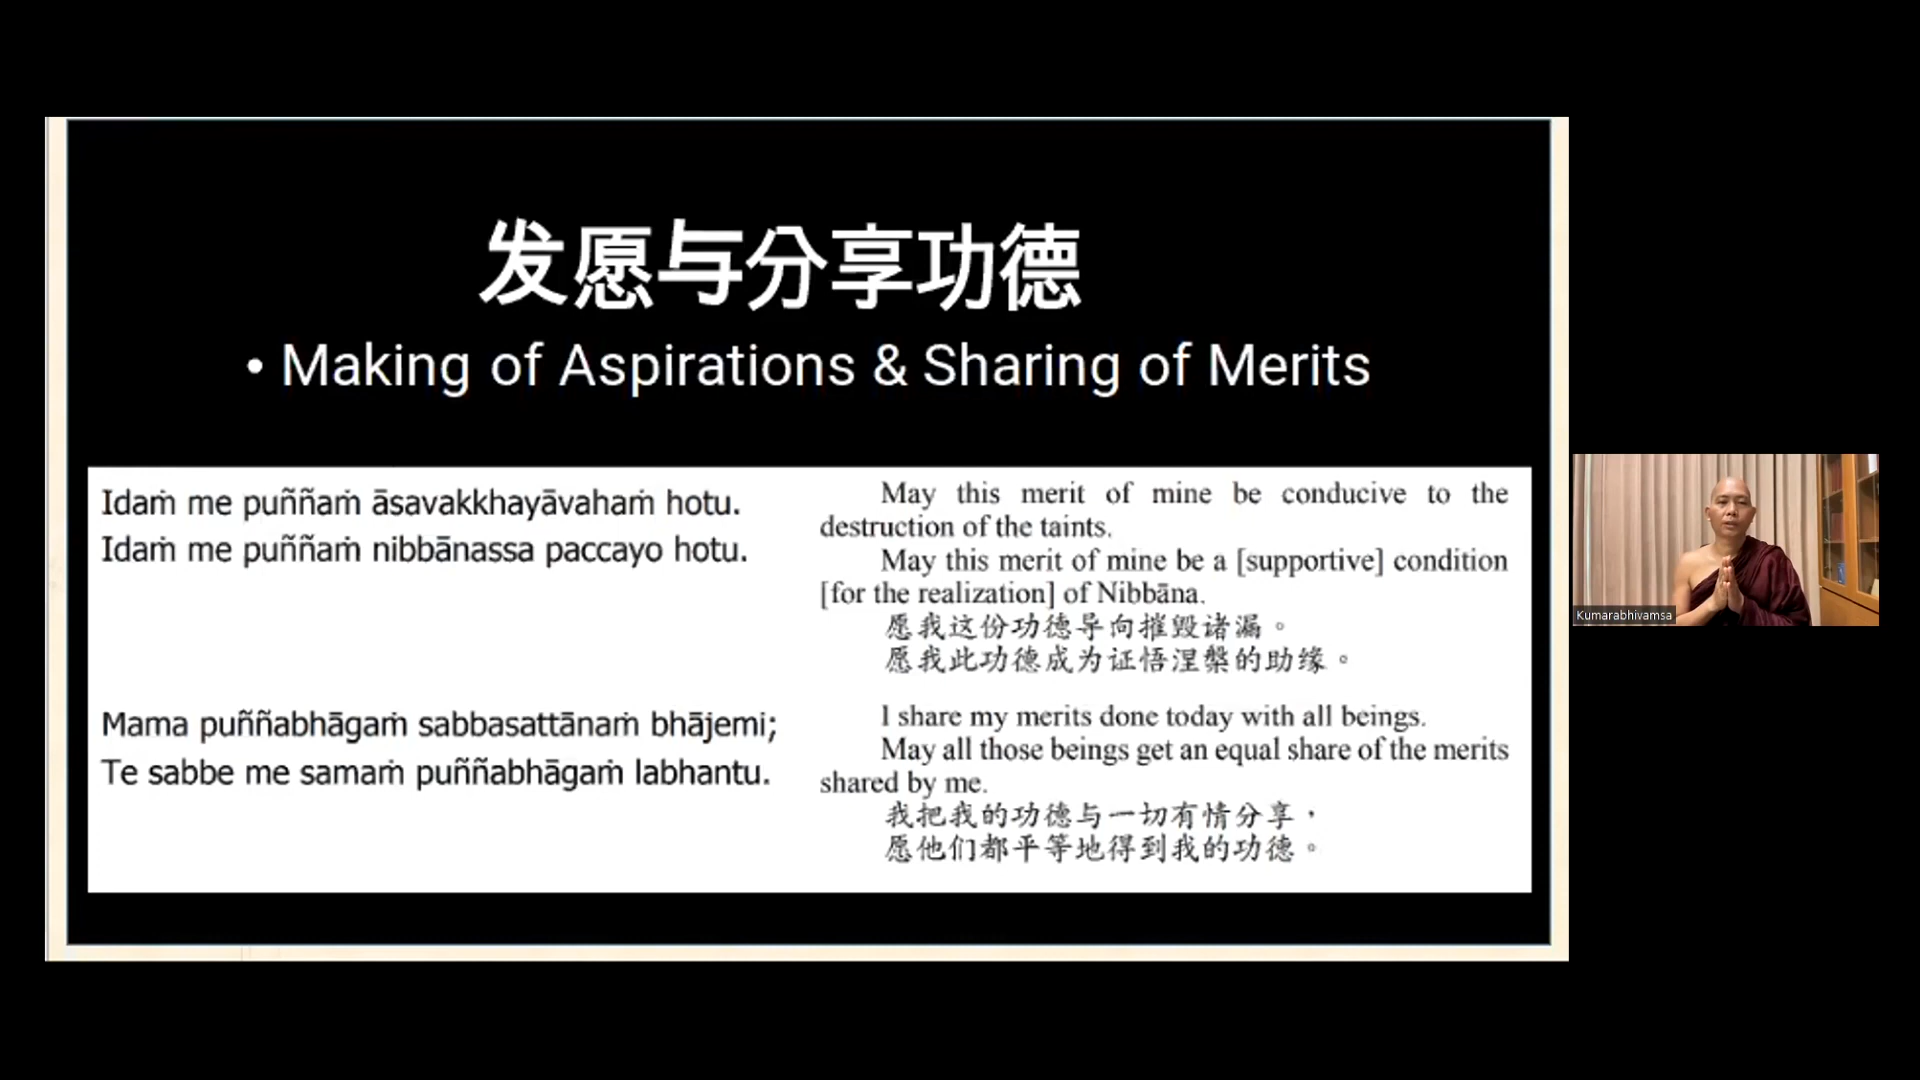 发愿与分享功德
• Making of Aspirations & Sharing of Merits
Idaṁ me puññaṁ āsavakkhayāvahaṁ hotu.
Idaṁ me puññaṁ nibbānassa paccayo hotu.
May this merit of mine be conducive to the
destruction of the taints.
May this merit of mine be a [supportive] condition
[for the realization] of Nibbāna.
愿我这份功德导向摧毁诸漏。
愿我此功德成为证悟涅槃的助缘。
Mama puññabhāgaṁ sabbasattānaṁ bhājemi;
Te sabbe me samaṁ puññabhāgaṁ labhantu.
I share my merits done today with all beings.
May all those beings get an equal share of the merits
shared by me.
我把我的功德与一切有情分享，
愿他们都平等地得到我的功德。
Kumarabhivamsa